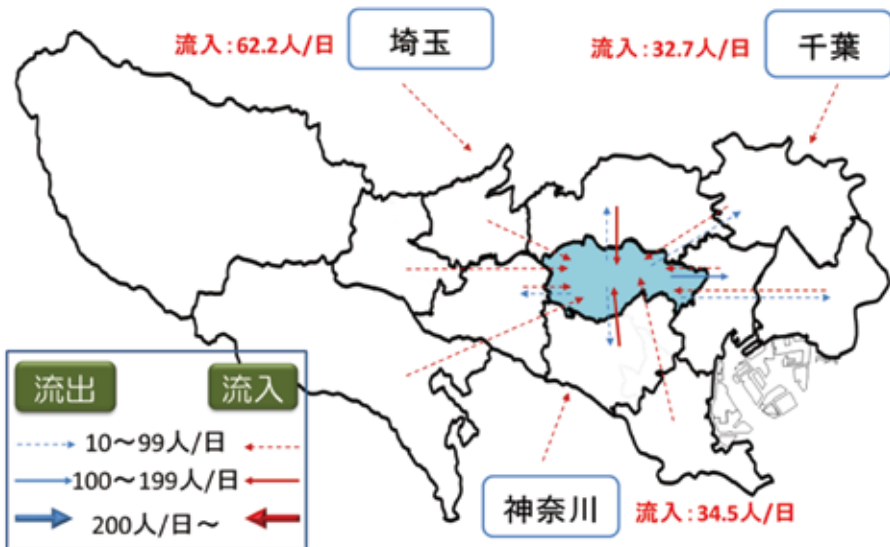 流入：62.2人/日
埼玉
流入：32.7人/日
千葉
流出
流入
10～99人/日
100～199人/日
200人/日～
神奈川
流入：34.5人/日